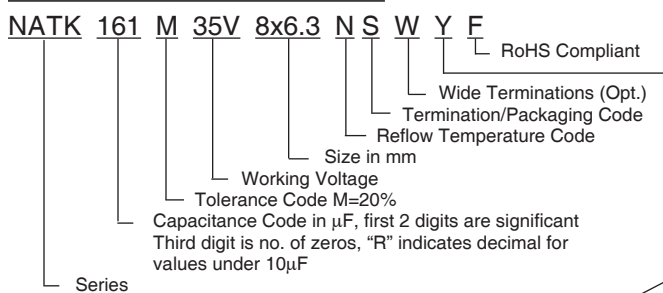 NATK 161 M 35V 8x6.3 N S W Y F
RoHS Compliant
Wide Terminations (Opt.)
Termination/Packaging Code
Reflow Temperature Code
Size in mm
Working Voltage
Tolerance Code M=20%
Capacitance Code in μF, first 2 digits are significant
Third digit is no. of zeros, “R” indicates decimal for
values under 10μF
Series